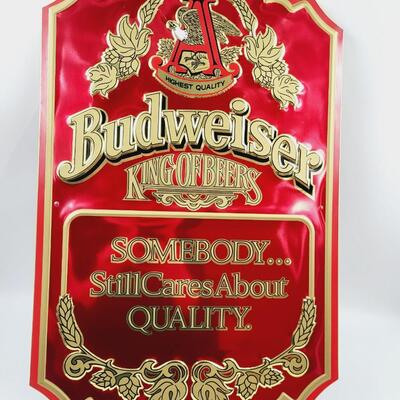 A
HIGHEST QUALITY
Budweiser
KING OF BEERS
SOMEBODY...
Still Cares About
QUALITY.